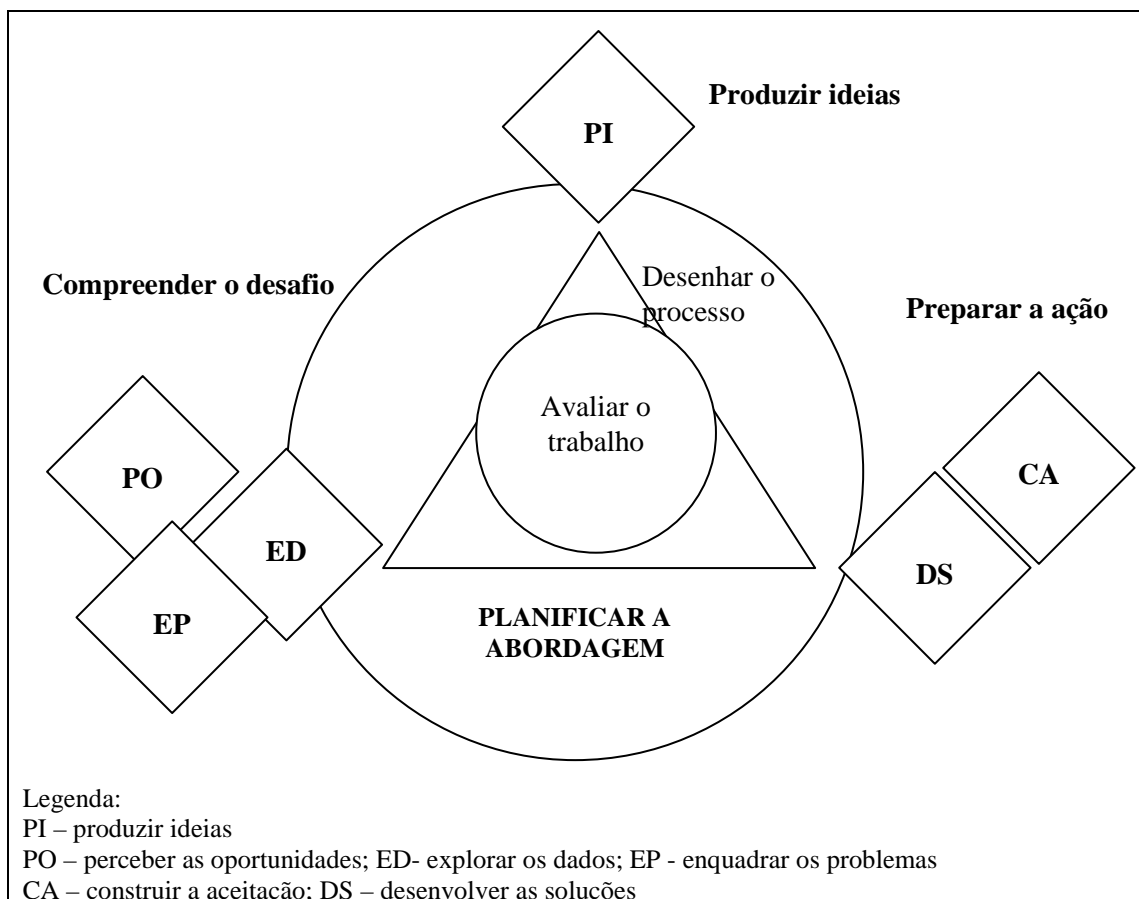 Produzir ideias
PI
Compreender o desafio
Desenhar o
processo
Preparar a ação
Avaliar o
trabalho
PO
ED
EP
CA
DS
PLANIFICAR A
ABORDAGEM
Legenda:
PI – produzir ideias
PO – perceber as oportunidades; ED- explorar os dados; EP - enquadrar os problemas
CA – construir a aceitação; DS – desenvolver as soluções